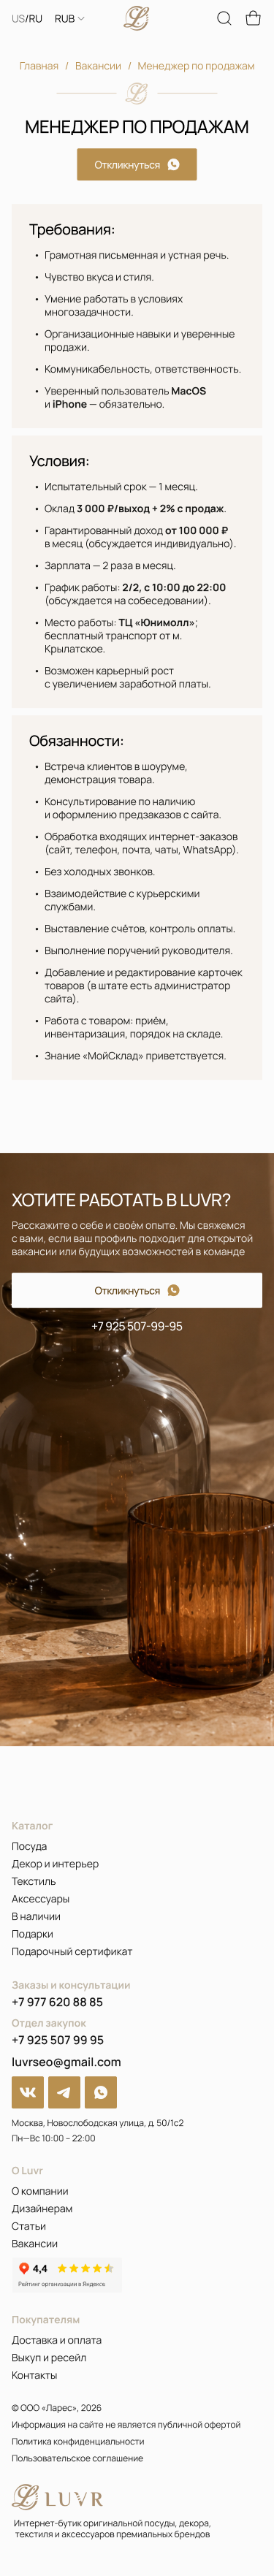 US/RU RUB
Главная / Вакансии / Менеджер по продажам
МЕНЕДЖЕР ПО ПРОДАЖАМ
Откликнуться
Требования:
• Грамотная письменная и устная речь.
• Чувство вкуса и стиля.
• Умение работать в условиях
многозадачности.
• Организационные навыки и уверенные
продажи.
• Коммуникабельность, ответственность.
• Уверенный пользователь MacOS
и iPhone — обязательно.
Условия:
• Испытательный срок — 1 месяц.
• Оклад 3 000 ₽/выход + 2% с продаж.
• Гарантированный доход от 100 000 ₽
в месяц (обсуждается индивидуально).
• Зарплата — 2 раза в месяц.
• График работы: 2/2, с 10:00 до 22:00
(обсуждается на собеседовании).
• Место работы: ТЦ «Юнимолл»;
бесплатный транспорт от м.
Крылатское.
• Возможен карьерный рост
с увеличением заработной платы.
Обязанности:
• Встреча клиентов в шоуруме,
демонстрация товара.
• Консультирование по наличию
и оформлению предзаказов с сайта.
• Обработка входящих интернет-заказов
(сайт, телефон, почта, чаты, WhatsApp).
• Без холодных звонков.
• Взаимодействие с курьерскими
службами.
• Выставление счётов, контроль оплаты.
• Выполнение поручений руководителя.
• Добавление и редактирование карточек
товаров (в штате есть администратор
сайта).
• Работа с товаром: приём,
инвентаризация, порядок на складе.
• Знание «МойСклад» приветствуется.
ХОТИТЕ РАБОТАТЬ В LUVR?
Расскажите о себе и своём опыте. Мы свяжемся
с вами, если ваш профиль подходит для открытой
вакансии или будущих возможностей в команде
Откликнуться
+7 925 507-99-95
Каталог
Посуда
Декор и интерьер
Текстиль
Аксессуары
В наличии
Подарки
Подарочный сертификат
Заказы и консультации
+7 977 620 88 85
Отдел закупок
+7 925 507 99 95
luvrseo@gmail.com
Москва, Новослободская улица, д. 50/1с2
Пн—Вс 10:00 – 22:00
О Luvr
О компании
Дизайнерам
Статьи
Вакансии
4,4
Рейтинг организации в Яндексе
Покупателям
Доставка и оплата
Выкуп и ресейл
Контакты
© ООО «Ларес», 2026
Информация на сайте не является публичной офертой
Политика конфиденциальности
Пользовательское соглашение
LUVR
Интернет-бутик оригинальной посуды, декора,
текстиля и аксессуаров премиальных брендов